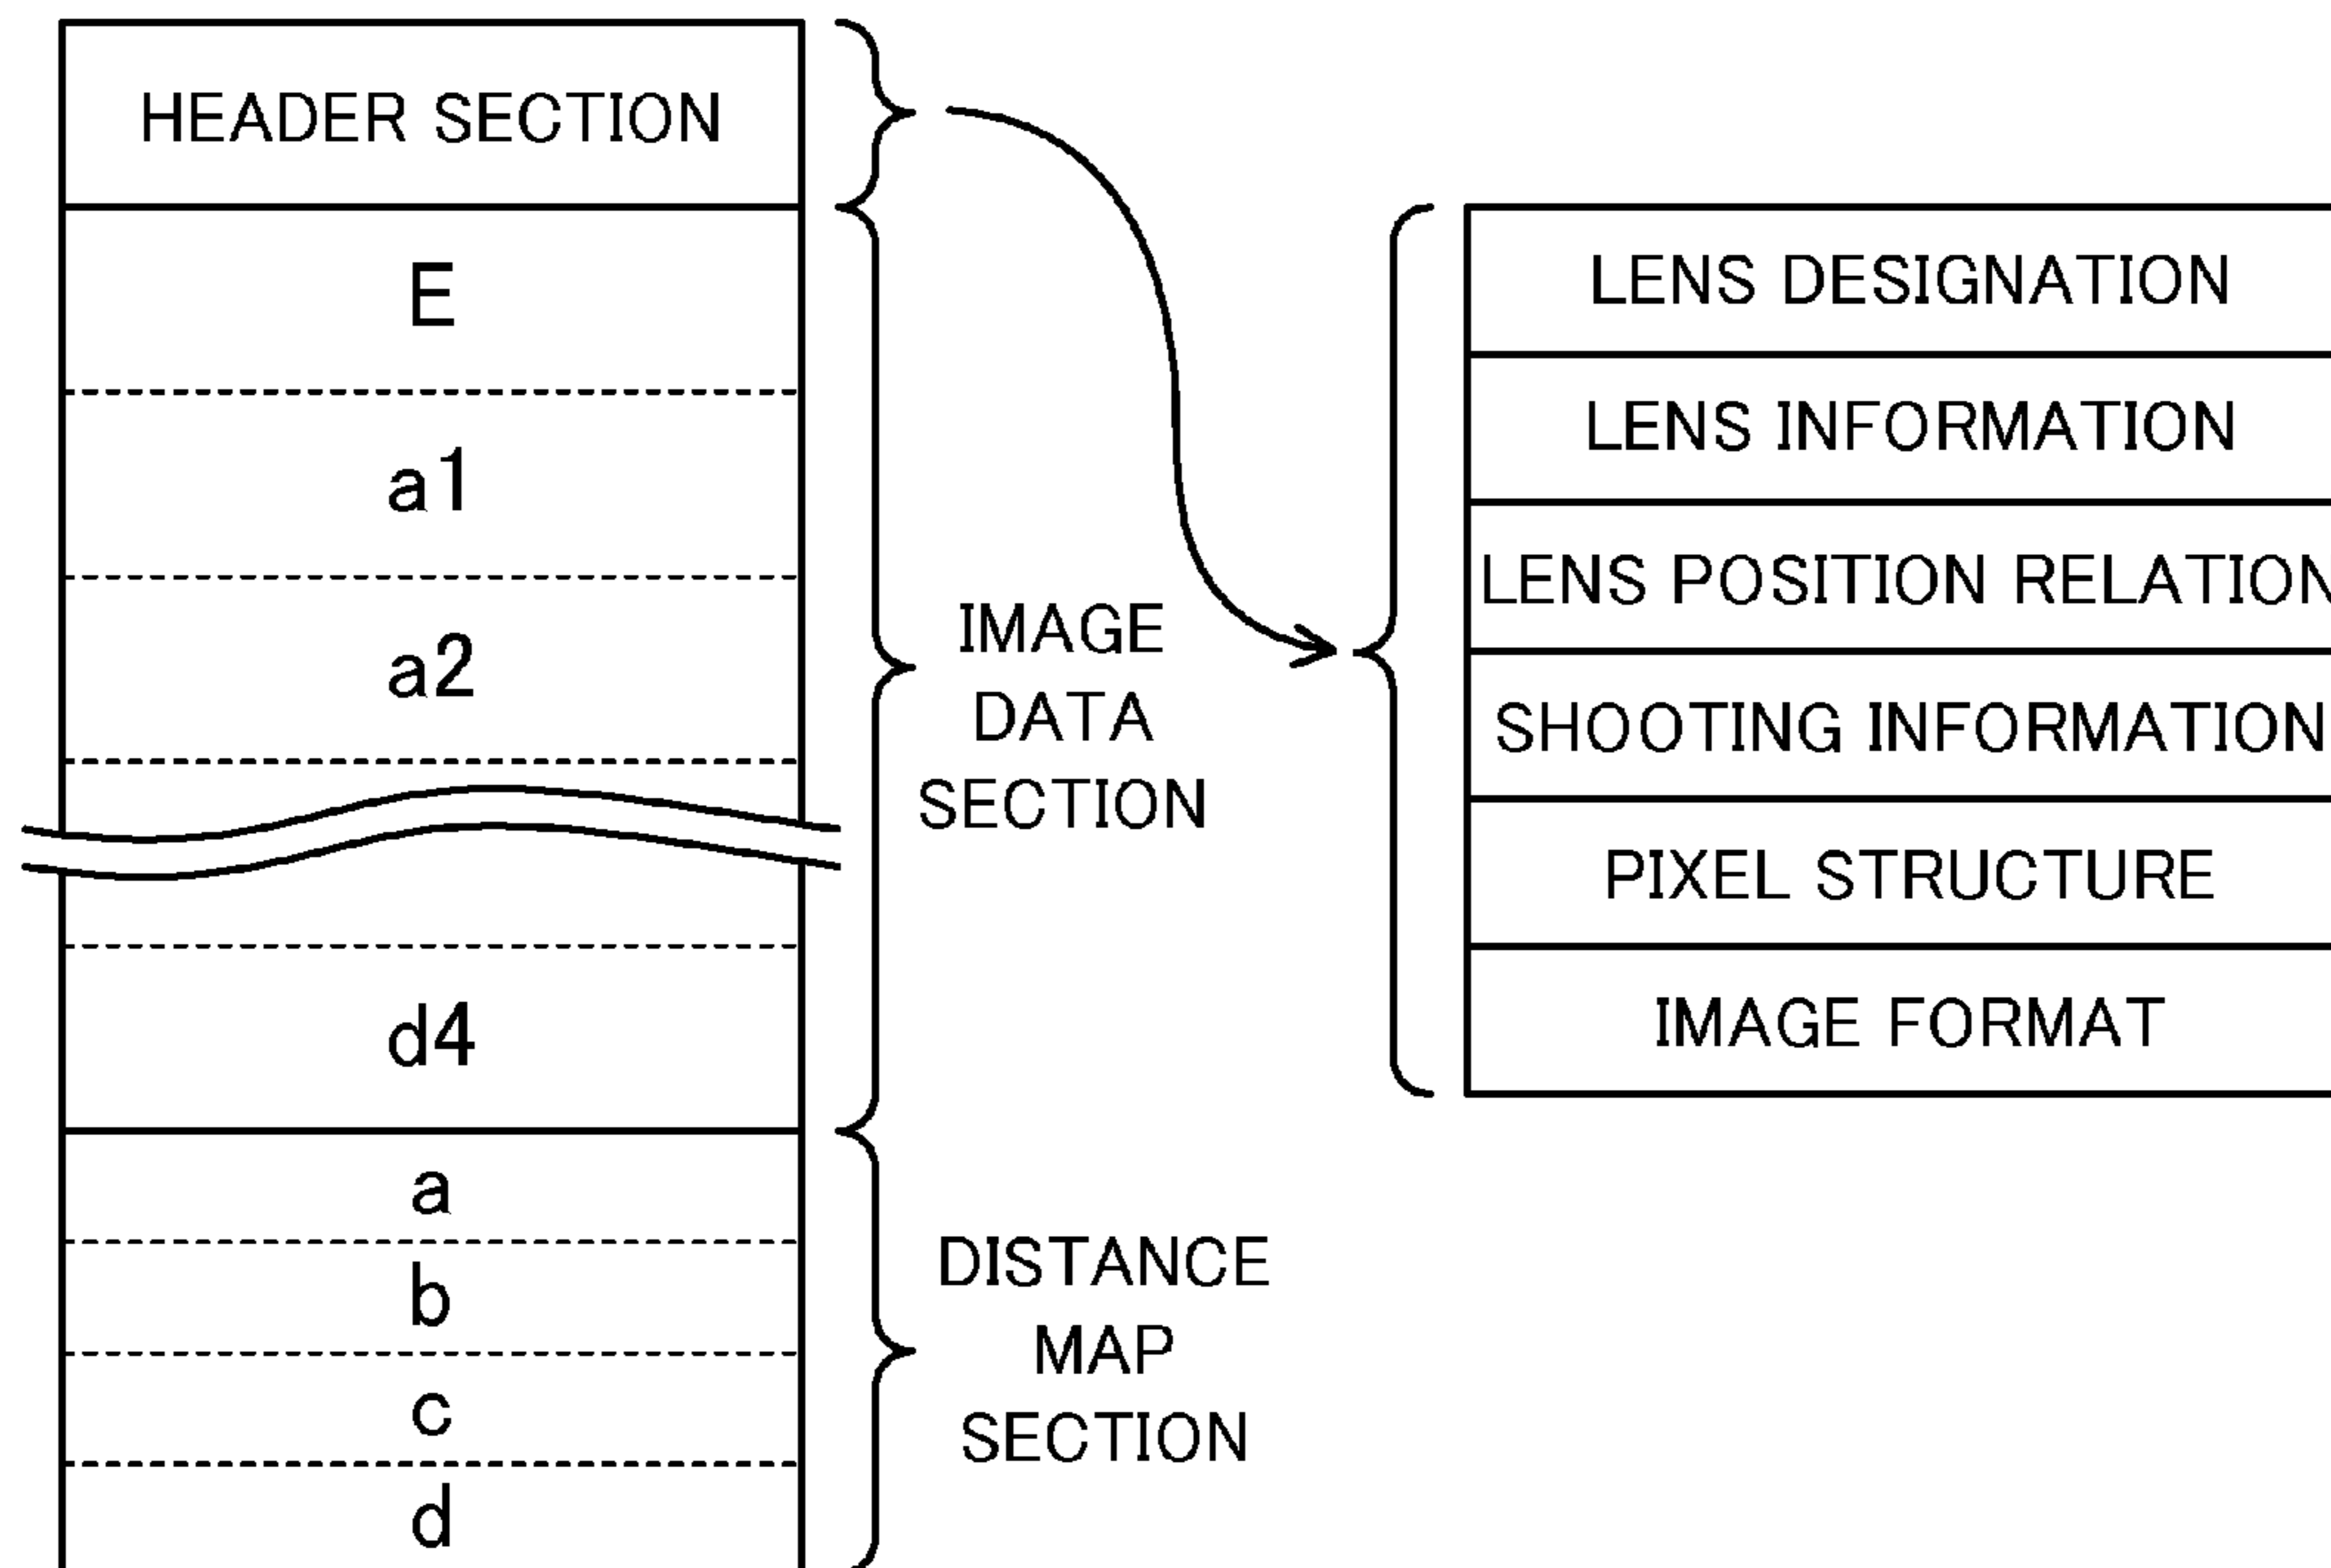 HEADER SECTION
E
a1
a2
d4
a
b
c
d
IMAGE
DATA
SECTION
DISTANCE
MAP
SECTION
LENS DESIGNATION
LENS INFORMATION
LENS POSITION RELATION
SHOOTING INFORMATION
PIXEL STRUCTURE
IMAGE FORMAT